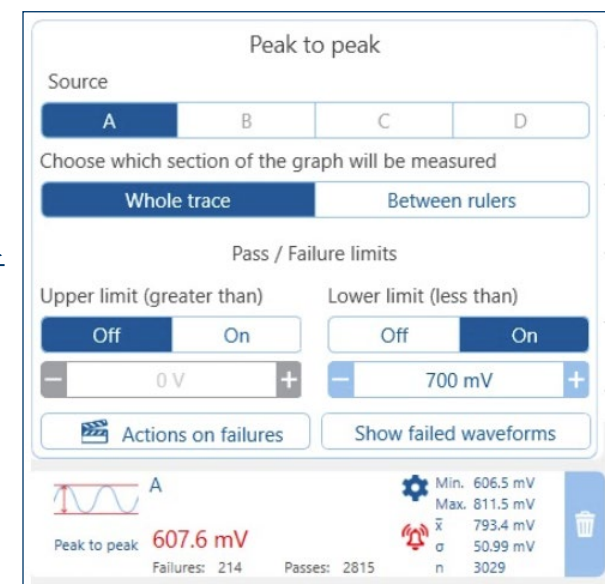 Peak to peak
Source
A B C D
Choose which section of the graph will be measured
Whole trace Between rulers
Pass / Failure limits
Upper limit (greater than) Lower limit (less than)
Off On Off On
− 0 V + − 700 mV +
Actions on failures Show failed waveforms
A Min. 606.5 mV
Max. 811.5 mV
Peak to peak 607.6 mV x̄ 793.4 mV
σ 50.99 mV
Failures: 214 Passes: 2815 n 3029